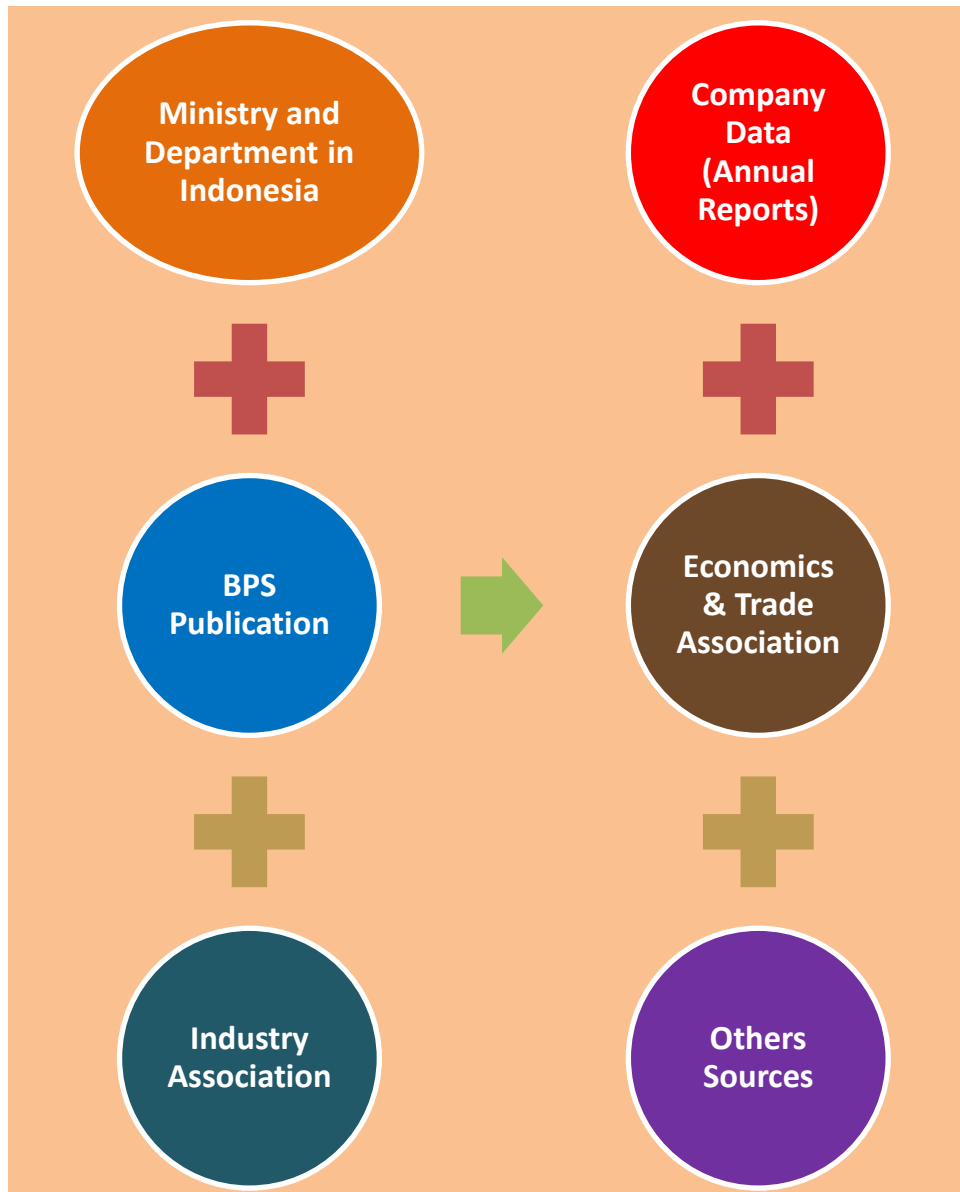 Ministry and
Department in
Indonesia
Company
Data
(Annual
Reports)
BPS
Publication
Economics
& Trade
Association
Industry
Association
Others
Sources